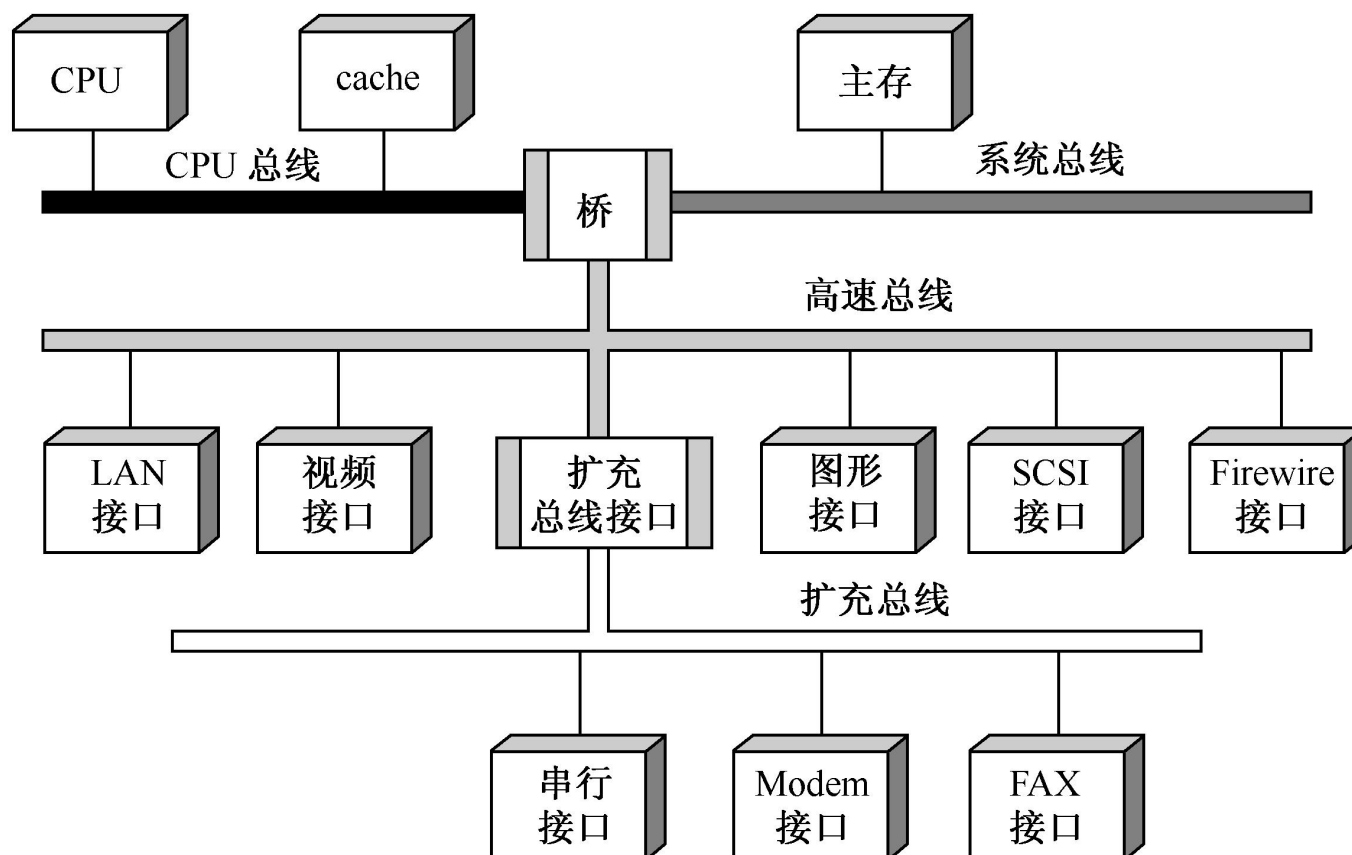 CPU
cache
主存
CPU 总线
系统总线
桥
高速总线
LAN
接口
视频
接口
扩充
总线接口
图形
接口
SCSI
接口
Firewire
接口
扩充总线
串行
接口
Modem
接口
FAX
接口